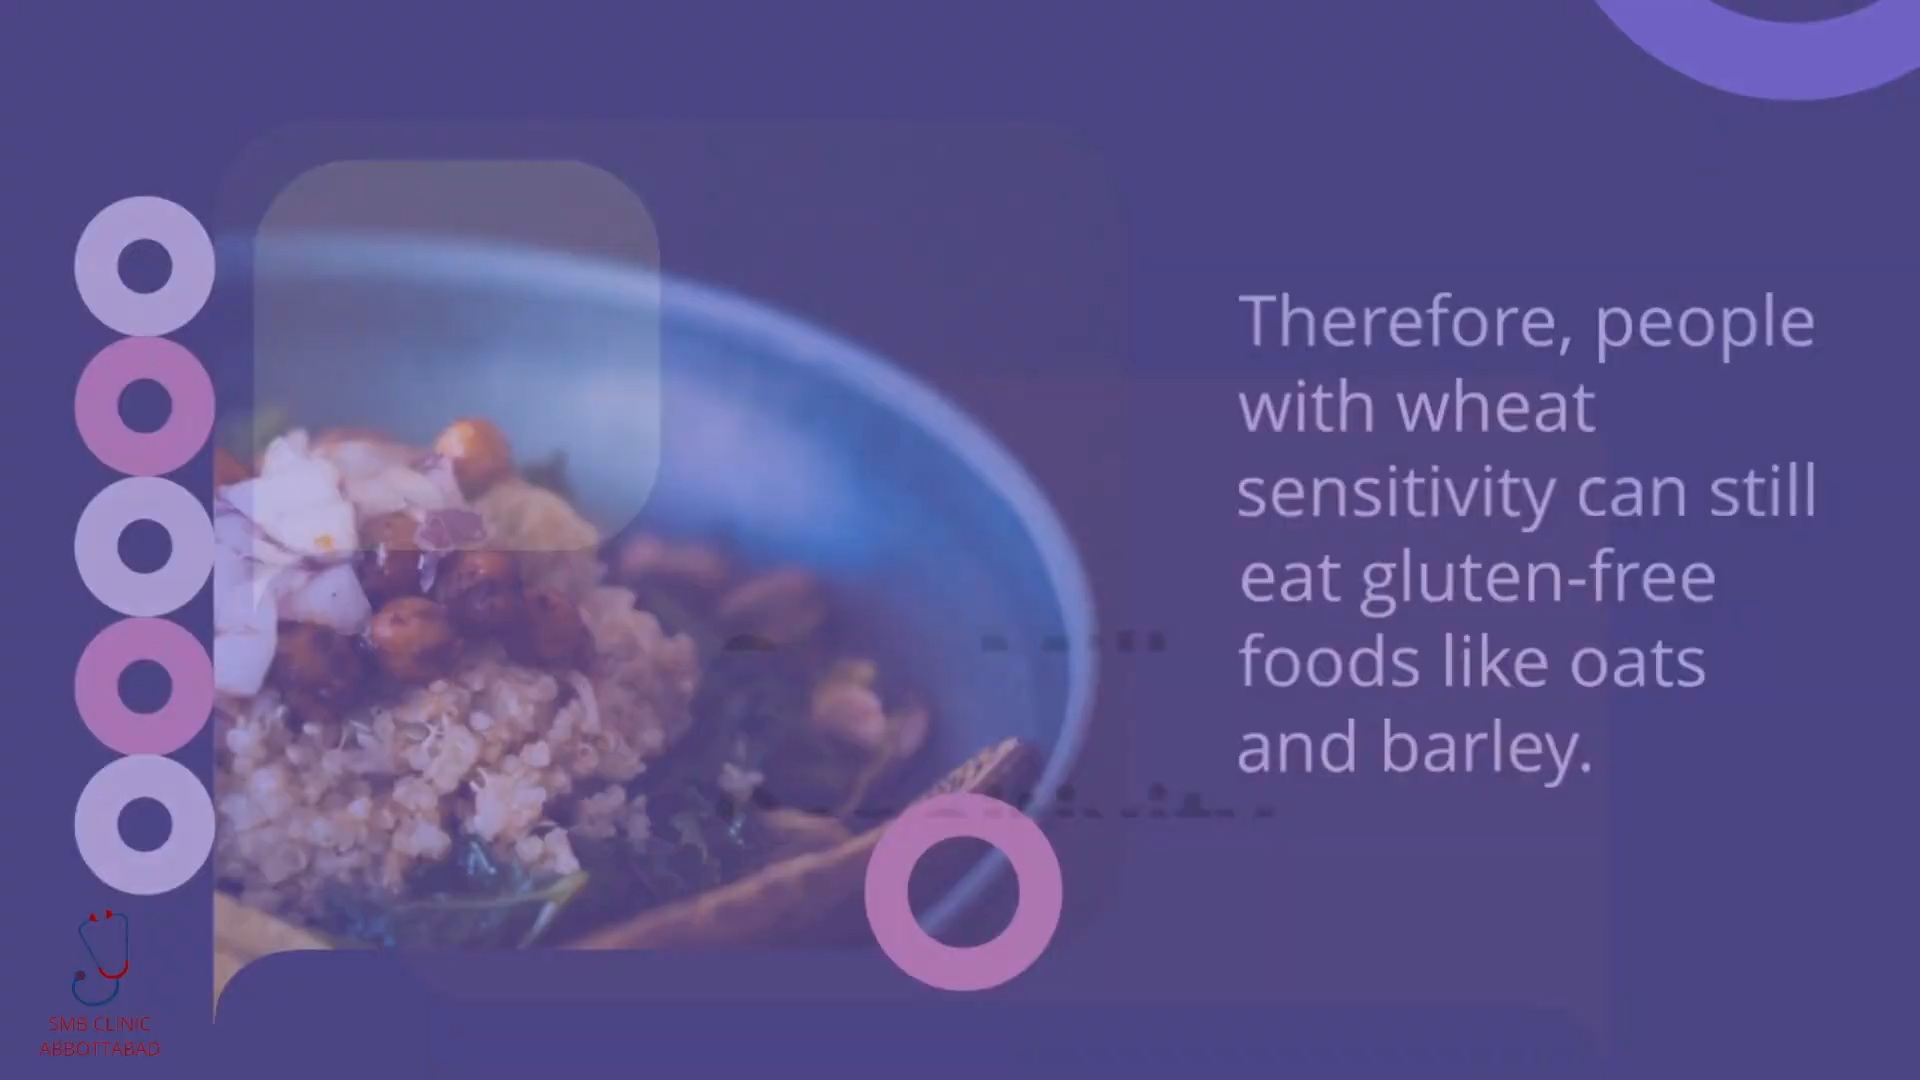 Therefore, people
with wheat
sensitivity can still
eat gluten-free
foods like oats
and barley.
SMB CLINIC
ABBOTTABAD